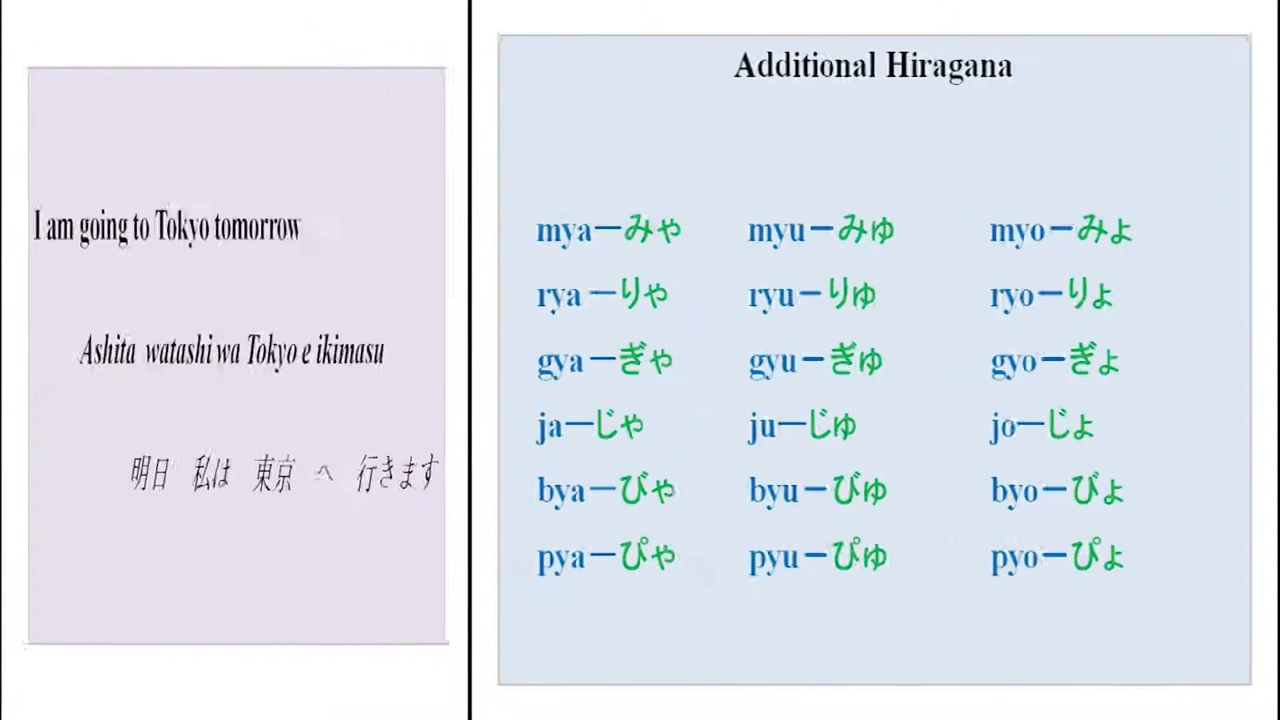 I am going to Tokyo tomorrow
Ashita watashi wa Tokyo e ikimasu
明日 私は 東京 へ 行きます
Additional Hiragana
mya—みゃ myu—みゅ myo—みょ
rya—りゃ ryu—りゅ ryo—りょ
gya—ぎゃ gyu—ぎゅ gyo—ぎょ
ja—じゃ ju—じゅ jo—じょ
bya—びゃ byu—びゅ byo—びょ
pya—ぴゃ pyu—ぴゅ pyo—ぴょ